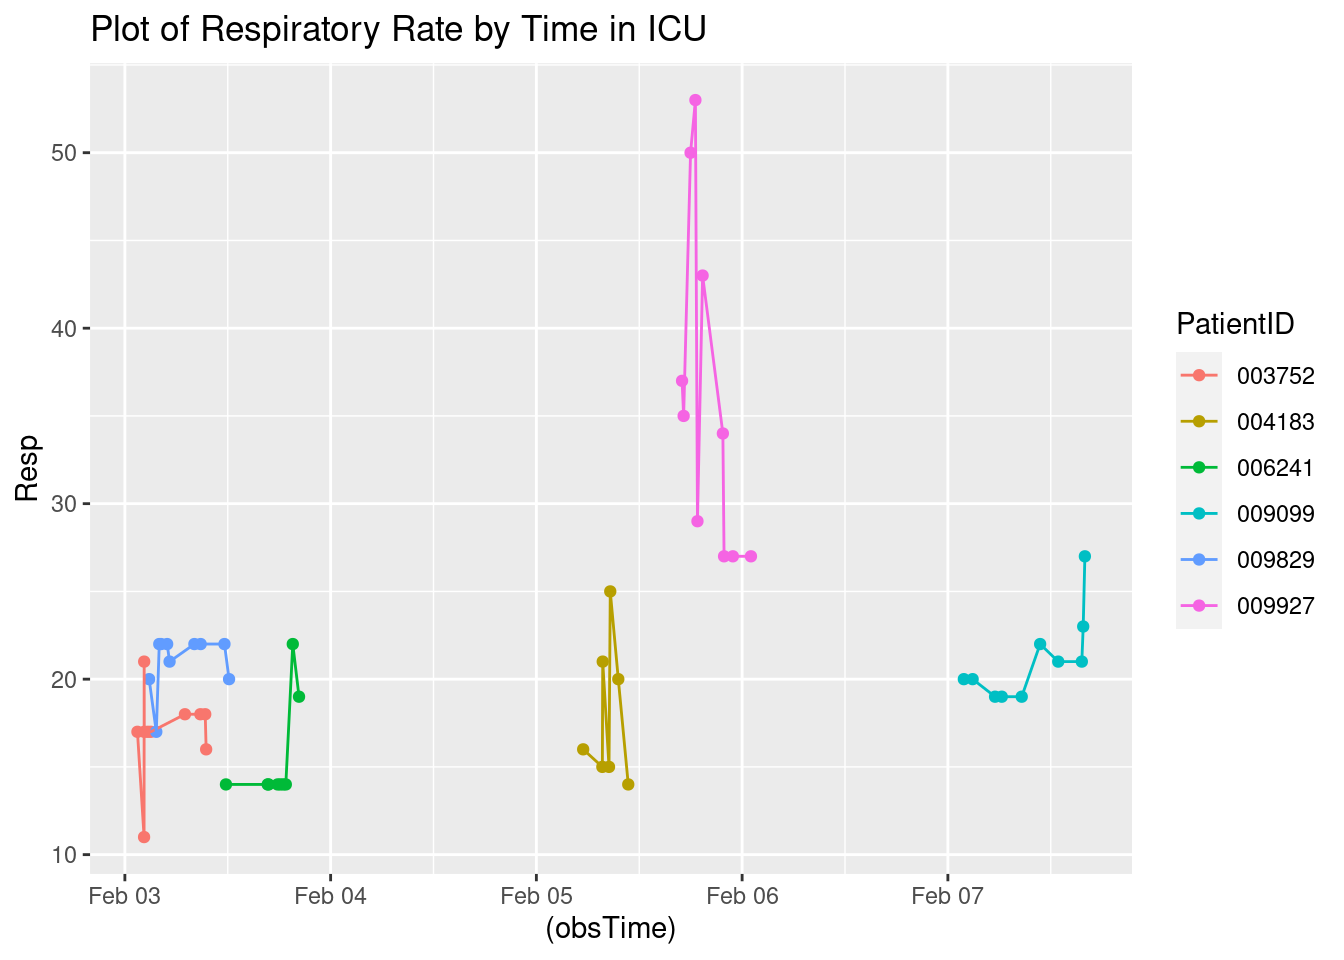 Plot of Respiratory Rate by Time in ICU
Resp
50
40
30
20
10
Feb 03
Feb 04
Feb 05
Feb 06
Feb 07
(obsTime)
PatientID
003752
004183
006241
009099
009829
009927